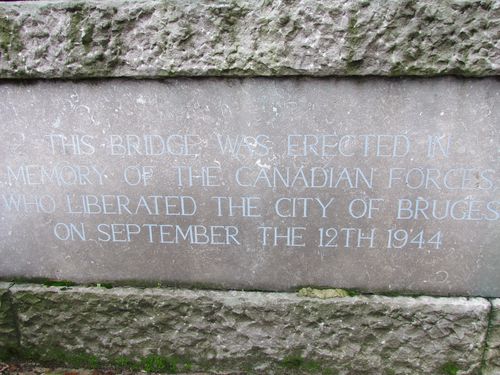 THIS BRIDGE WAS ERECTED IN
MEMORY OF THE CANADIAN FORCES
WHO LIBERATED THE CITY OF BRUGES
ON SEPTEMBER THE 12TH 1944